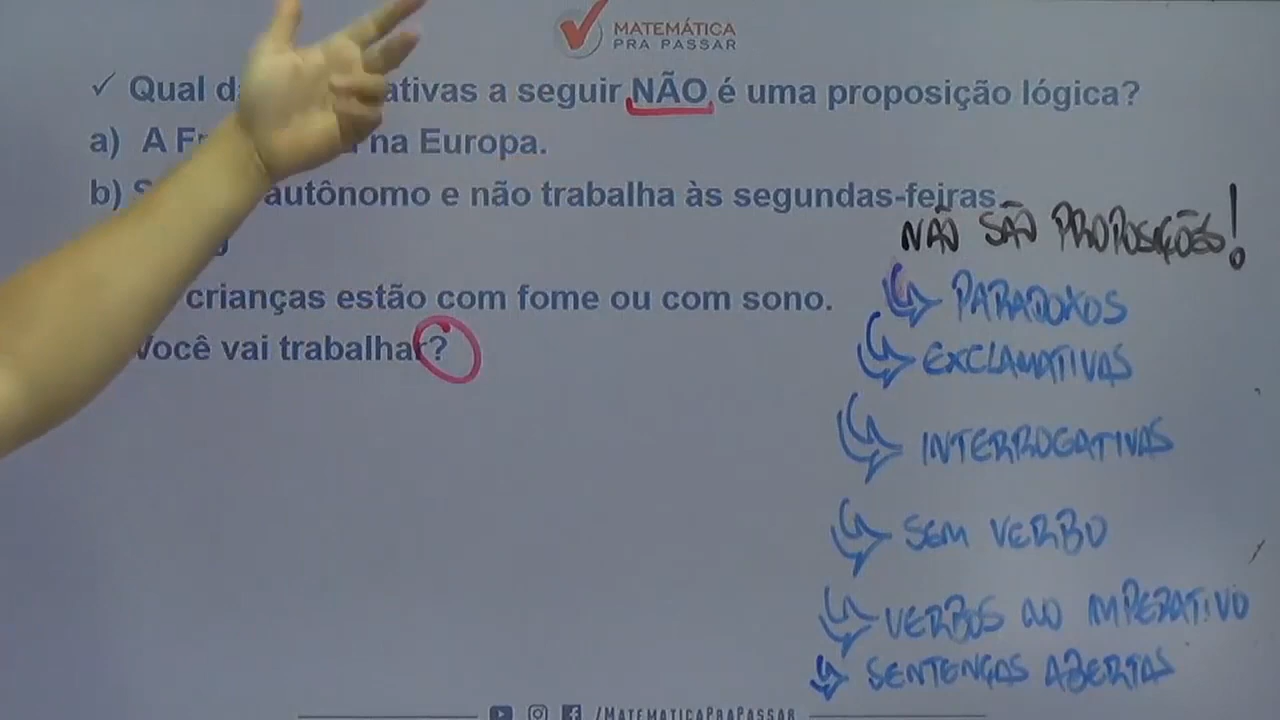 MATEMÁTICA
PRA PASSAR
✓ Qual ativas a seguir NÃO é uma proposição lógica?
a) A na Europa.
b) autônomo e não trabalha às segundas-feiras.
crianças estão com fome ou com sono.
Você vai trabalhar?
NÃO SÃO PROPOSIÇÕES!
PARADOXOS
EXCLAMATIVAS
INTERROGATIVAS
SEM VERBO
VERBOS NO IMPERATIVO
SENTENÇAS ABERTAS
/MATEMATICAPRAPASSAR